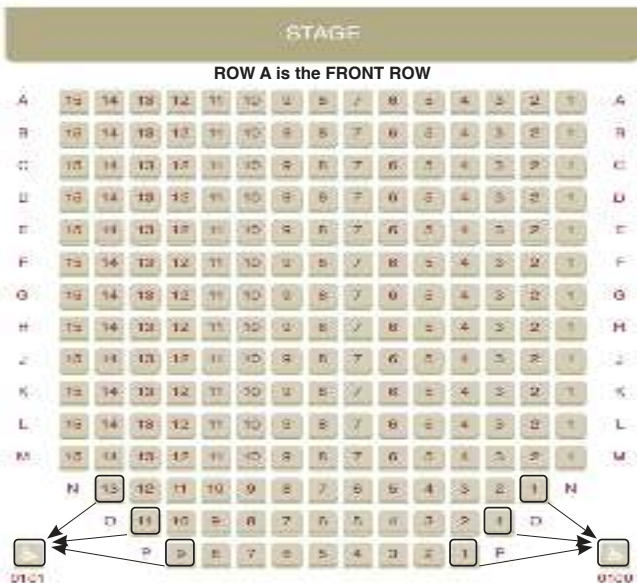 STAGE
ROW A is the FRONT ROW
A 15 14 13 12 11 10 9 8 7 6 5 4 3 2 1 A
B 15 14 13 12 11 10 9 8 7 6 5 4 3 2 1 B
C 15 14 13 12 11 10 9 8 7 6 5 4 3 2 1 C
D 15 14 13 12 11 10 9 8 7 6 5 4 3 2 1 D
E 15 14 13 12 11 10 9 8 7 6 5 4 3 2 1 E
F 15 14 13 12 11 10 9 8 7 6 5 4 3 2 1 F
G 15 14 13 12 11 10 9 8 7 6 5 4 3 2 1 G
H 15 14 13 12 11 10 9 8 7 6 5 4 3 2 1 H
J 15 14 13 12 11 10 9 8 7 6 5 4 3 2 1 J
K 15 14 13 12 11 10 9 8 7 6 5 4 3 2 1 K
L 15 14 13 12 11 10 9 8 7 6 5 4 3 2 1 L
M 15 14 13 12 11 10 9 8 7 6 5 4 3 2 1 M
N 13 12 11 10 9 8 7 6 5 4 3 2 1 N
O 11 10 9 8 7 6 5 4 3 2 1 O
P 9 8 7 6 5 4 3 2 1 P